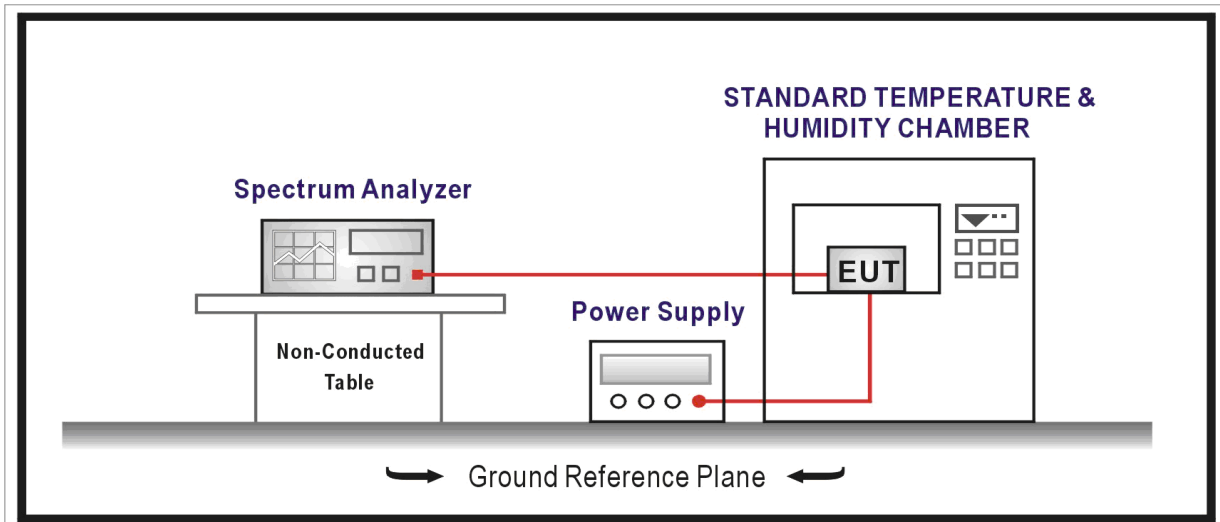 STANDARD TEMPERATURE &
HUMIDITY CHAMBER
Spectrum Analyzer
EUT
Power Supply
Non-Conducted
Table
Ground Reference Plane